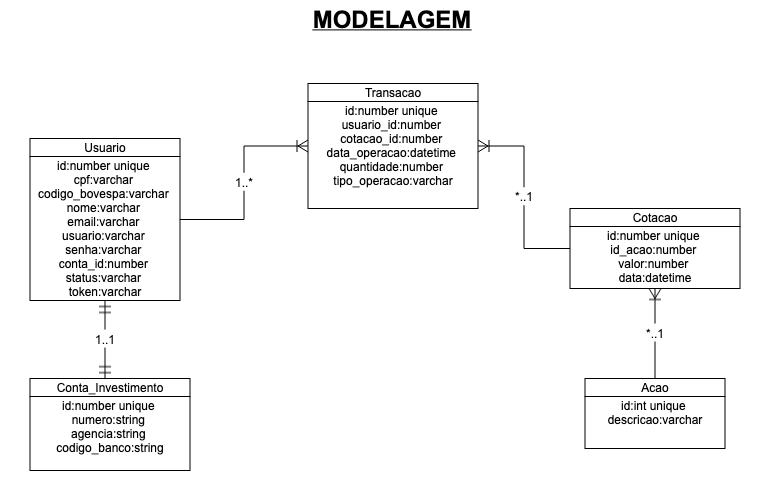 MODELAGEM
Transacao
id:number unique
usuario_id:number
cotacao_id:number
data_operacao:datetime
quantidade:number
tipo_operacao:varchar
Usuario
id:number unique
cpf:varchar
codigo_bovespa:varchar
nome:varchar
email:varchar
usuario:varchar
senha:varchar
conta_id:number
status:varchar
token:varchar
1..*
*..1
Cotacao
id:number unique
id_acao:number
valor:number
data:datetime
1..1
*..1
Conta_Investimento
id:number unique
numero:string
agencia:string
codigo_banco:string
Acao
id:int unique
descricao:varchar